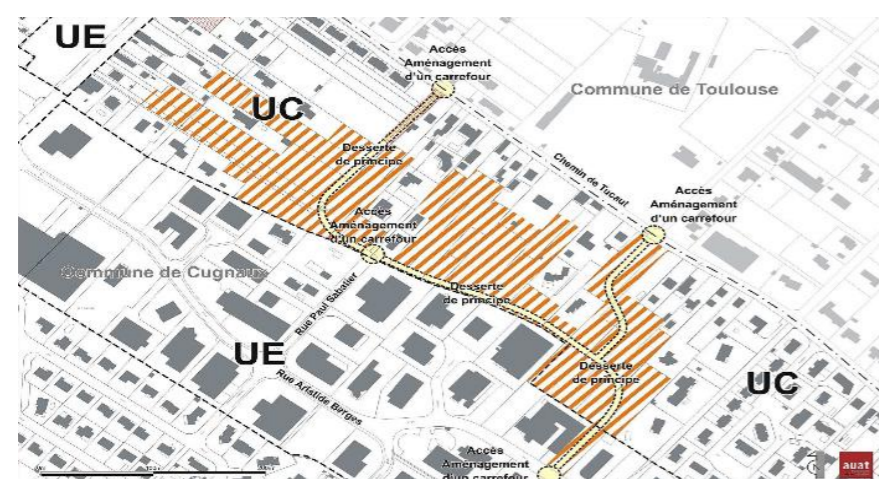 UE
Accès
Aménagement
d'un carrefour
Commune de Toulouse
UC
Desserte
de principe
Chemin de Tucaut
Accès
Aménagement
d'un carrefour
Accès
Aménagement
d'un carrefour
Commune de Cugnaux
Desserte
de principe
Rue Paul Sabatier
UE
Desserte
de principe
UC
Rue Aristide Berges
Accès
Aménagement
d'un carrefour
auat